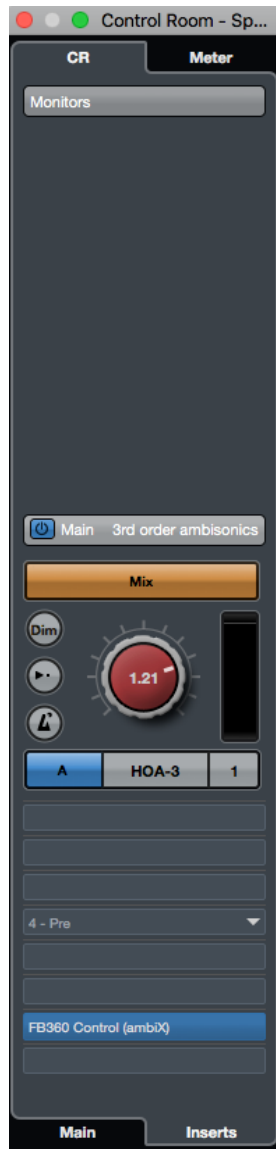 Control Room - Sp...
CR Meter
Monitors
Main 3rd order ambisonics
Mix
Dim
1.21
A HOA-3 1
4 - Pre
FB360 Control (ambiX)
Main Inserts